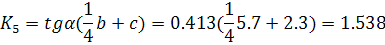 K₅ = tgα(1/4 b + c) = 0.413(1/4 5.7 + 2.3) = 1.538